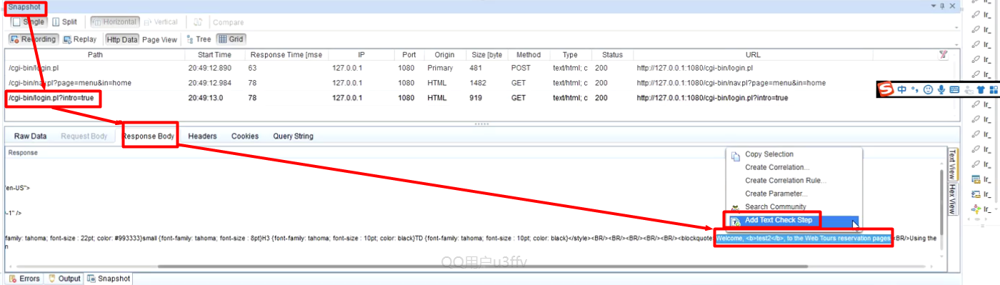 Snapshot
Single Split Horizontal Vertical Compare
Recording Replay Http Data Page View Tree Grid
Path Start Time Response Time [mse IP Port Origin Size [byte Method Type Status URL
/cgi-bin/login.pl 20:49:12.890 63 127.0.0.1 1080 Primary 481 POST text/html; c 200 http://127.0.0.1:1080/cgi-bin/login.pl
/cgi-bin/nav.pl?page=menu&in=home 20:49:12.984 78 127.0.0.1 1080 HTML 1482 GET text/html; c 200 http://127.0.0.1:1080/cgi-bin/nav.pl?page=menu&in=home
/cgi-bin/login.pl?intro=true 20:49:13.0 78 127.0.0.1 1080 HTML 919 GET text/html; c 200 http://127.0.0.1:1080/cgi-bin/login.pl?intro=true
Raw Data Request Body Response Body Headers Cookies Query String
Response
Copy Selection
Create Correlation...
Create Correlation Rule...
Create Parameter...
Search Community
Add Text Check Step
"en-US">
-1" />
family: tahoma; font-size : 22pt; color: #993333}small {font-family: tahoma; font-size : 8pt}H3 {font-family: tahoma; font-size : 10pt; color: black}TD {font-family: tahoma; font-size : 10pt; color: black}</style><BR/><BR/><BR/><BR/><BR/><blockquote Welcome, <b>test2</b>, to the Web Tours reservation pages <BR/>Using the
n
Text View
Hex View
QQ用户u3ffv
Errors Output Snapshot
中
lr_
lr_
lr_
lr_
lr_
lr_
lr_
lr_
lr_
lr_
lr_
lr_
lr_